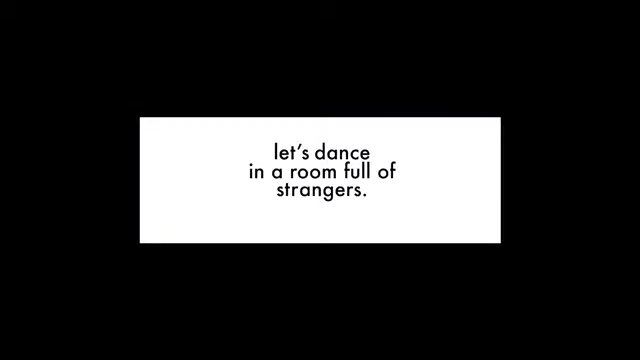 let's dance
in a room full of
strangers.